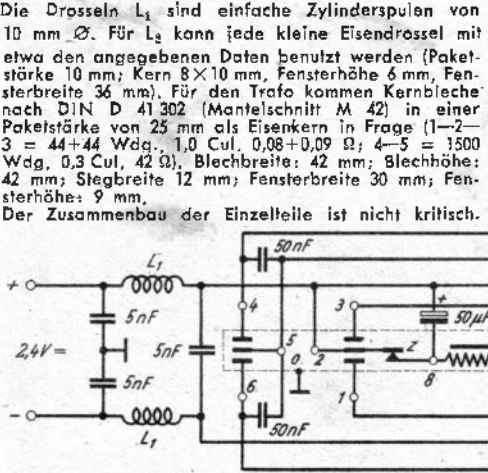 Die Drosseln L₁ sind einfache Zylinderspulen von
10 mm Ø. Für L₂ kann jede kleine Eisendrossel mit
etwa den angegebenen Daten benutzt werden (Paket-
stärke 10 mm; Kern 8×10 mm, Fensterhöhe 6 mm, Fen-
sterbreite 36 mm). Für den Trafo kommen Kernbleche
nach DIN D 41 302 (Mantelschnitt M 42) in einer
Paketstärke von 25 mm als Eisenkern in Frage (1—2—
3 = 44+44 Wdg., 1,0 CuL, 0,08+0,09 Ω; 4—5 = 1500
Wdg, 0,3 CuL, 42 Ω). Blechbreite: 42 mm; Blechhöhe:
42 mm; Stegbreite 12 mm; Fensterbreite 30 mm; Fen-
sterhöhe: 9 mm.
Der Zusammenbau der Einzelteile ist nicht kritisch.
50nF
L₁
+
4
3
+
5nF
50µF
2,4V=
5nF
5
0
2
Z
8
5nF
6
1
−
L₁
50nF